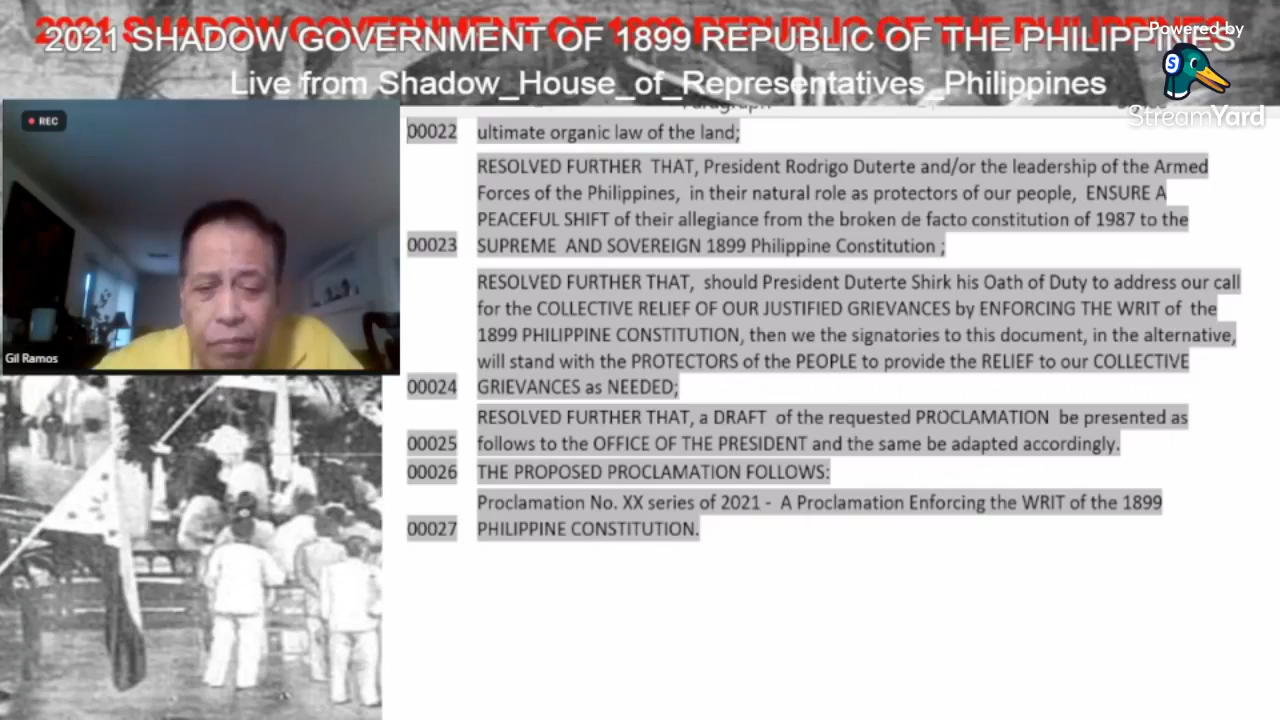 2021 SHADOW GOVERNMENT OF 1899 REPUBLIC OF THE PHILIPPINES
Live from Shadow_House_of_Representatives_Philippines
Powered by
S
StreamYard
REC
Gil Ramos
Paragraph
00022 ultimate organic law of the land;
RESOLVED FURTHER THAT, President Rodrigo Duterte and/or the leadership of the Armed
Forces of the Philippines, in their natural role as protectors of our people, ENSURE A
PEACEFUL SHIFT of their allegiance from the broken de facto constitution of 1987 to the
00023 SUPREME AND SOVEREIGN 1899 Philippine Constitution ;
RESOLVED FURTHER THAT, should President Duterte Shirk his Oath of Duty to address our call
for the COLLECTIVE RELIEF OF OUR JUSTIFIED GRIEVANCES by ENFORCING THE WRIT of the
1899 PHILIPPINE CONSTITUTION, then we the signatories to this document, in the alternative,
will stand with the PROTECTORS of the PEOPLE to provide the RELIEF to our COLLECTIVE
00024 GRIEVANCES as NEEDED;
RESOLVED FURTHER THAT, a DRAFT of the requested PROCLAMATION be presented as
00025 follows to the OFFICE OF THE PRESIDENT and the same be adapted accordingly.
00026 THE PROPOSED PROCLAMATION FOLLOWS:
Proclamation No. XX series of 2021 - A Proclamation Enforcing the WRIT of the 1899
00027 PHILIPPINE CONSTITUTION.